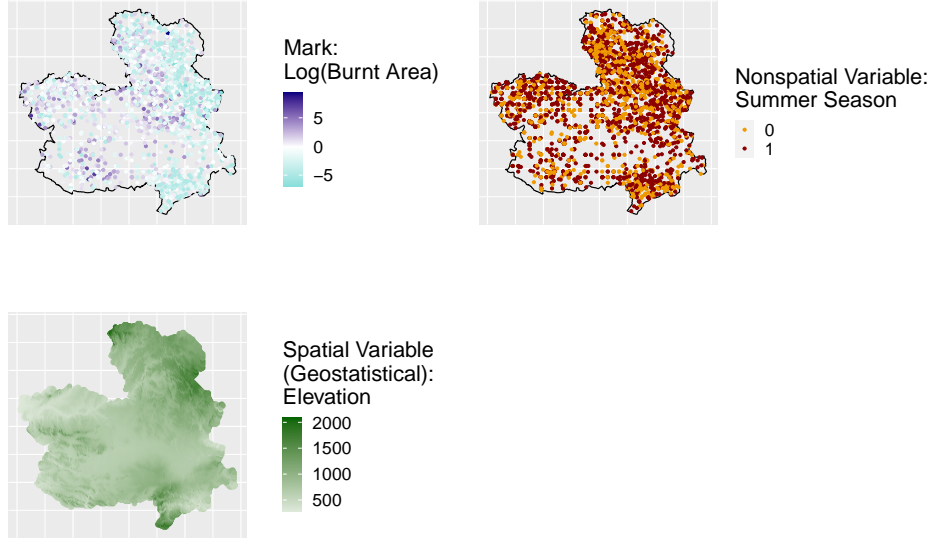 Mark:
Log(Burnt Area)
5
0
−5
Nonspatial Variable:
Summer Season
0
1
Spatial Variable
(Geostatistical):
Elevation
2000
1500
1000
500